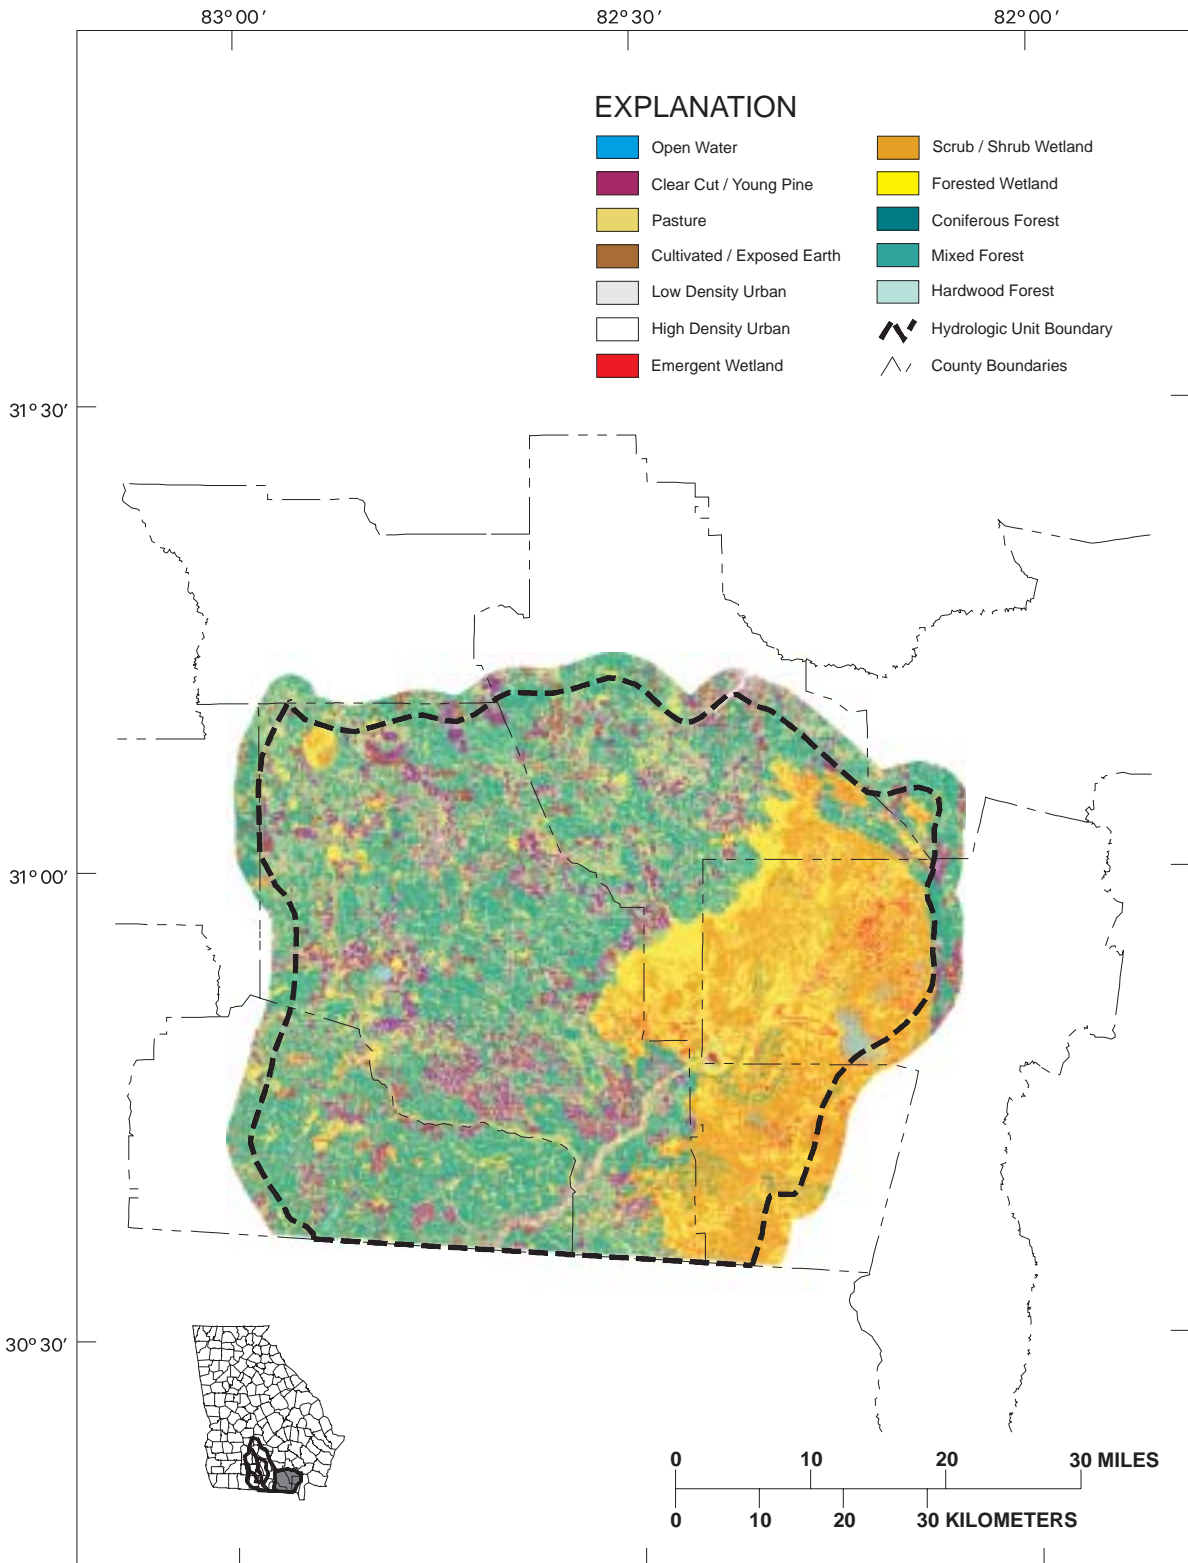 83° 00'
82° 30'
82° 00'
EXPLANATION
Open Water
Clear Cut / Young Pine
Pasture
Cultivated / Exposed Earth
Low Density Urban
High Density Urban
Emergent Wetland
Scrub / Shrub Wetland
Forested Wetland
Coniferous Forest
Mixed Forest
Hardwood Forest
Hydrologic Unit Boundary
County Boundaries
31° 30'
31° 00'
30° 30'
0 10 20 30 MILES
0 10 20 30 KILOMETERS